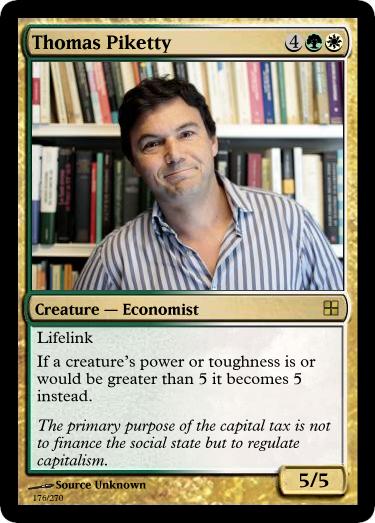 Thomas Piketty 4
Creature — Economist
Lifelink
If a creature's power or toughness is or
would be greater than 5 it becomes 5
instead.
The primary purpose of the capital tax is not
to finance the social state but to regulate
capitalism.
Source Unknown
176/270
5/5